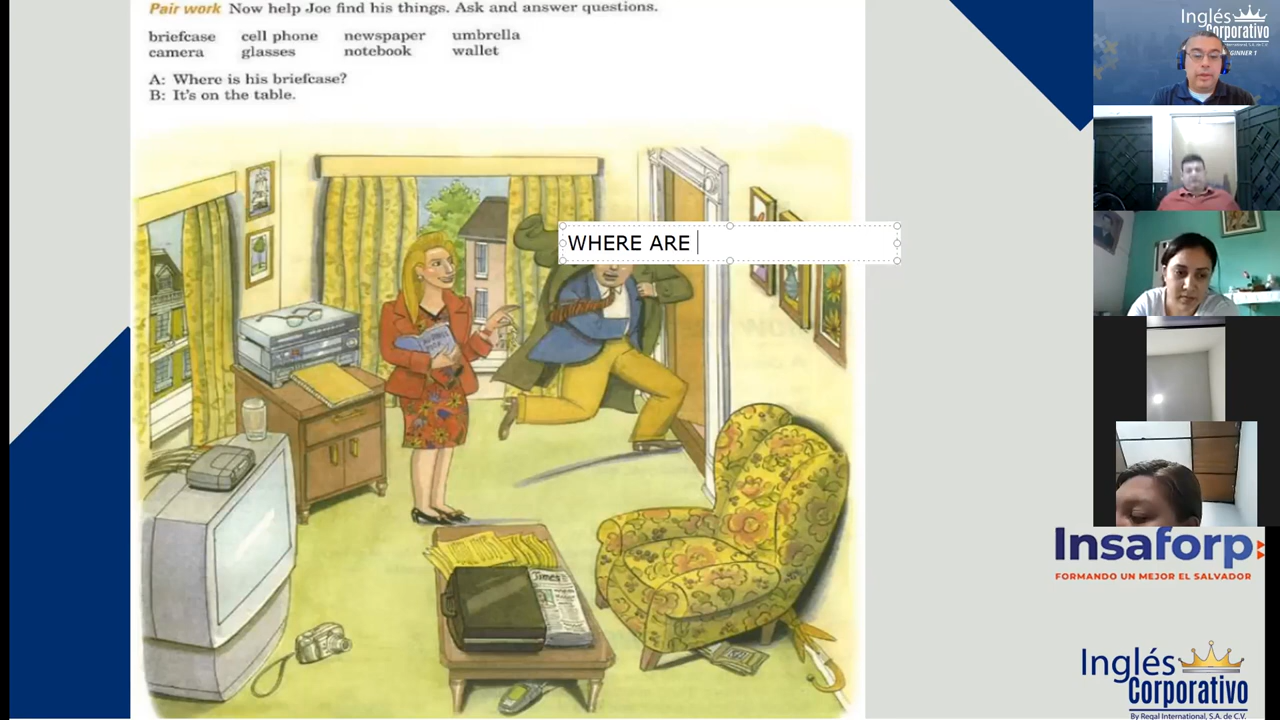 Pair work Now help Joe find his things. Ask and answer questions.
briefcase cell phone newspaper umbrella
camera glasses notebook wallet
A: Where is his briefcase?
B: It's on the table.
WHERE ARE
Times
Inglés
Corporativo
Insaforp
FORMANDO UN MEJOR EL SALVADOR
Inglés
Corporativo
By Regal International, S.A. de C.V.